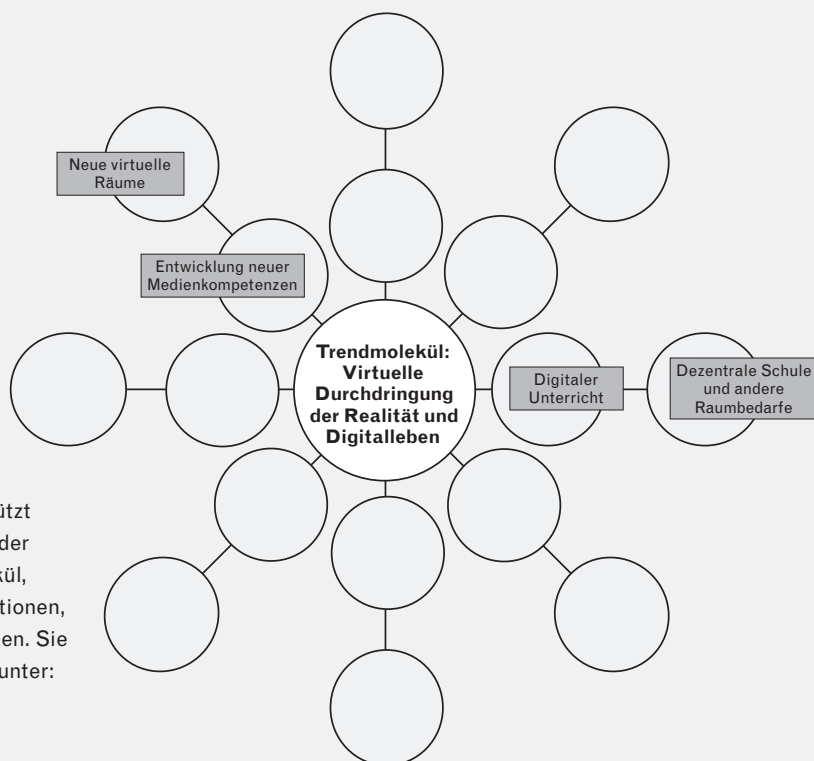 Neue virtuelle
Räume
Entwicklung neuer
Medienkompetenzen
Trendmolekül:
Virtuelle
Durchdringung
der Realität und
Digitalleben
Digitaler
Unterricht
Dezentrale Schule
und andere
Raumbedarfe
ützt
der
kül,
tionen,
en. Sie
unter: